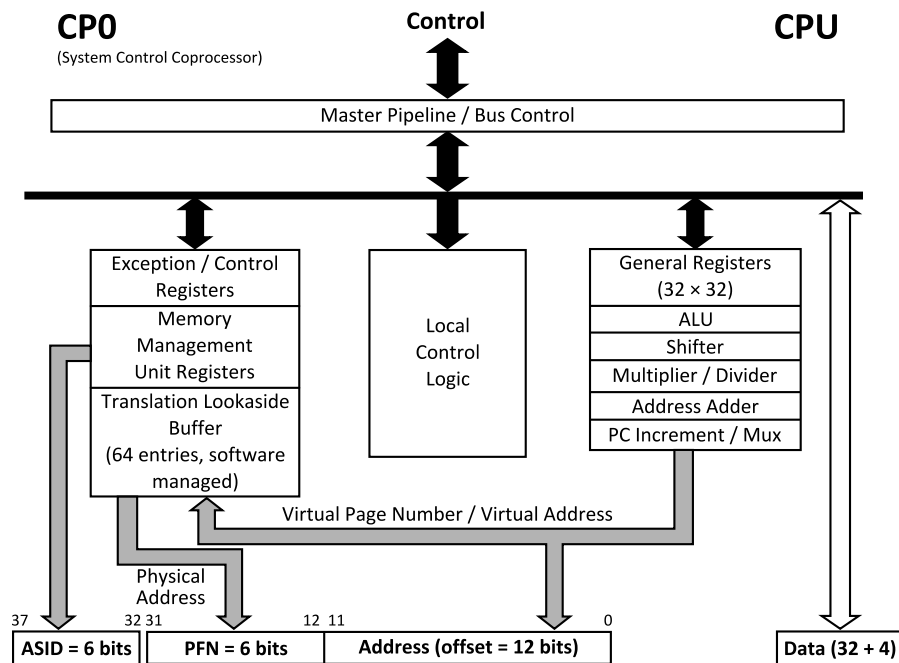 CP0
(System Control Coprocessor)
Control
CPU
Master Pipeline / Bus Control
Exception / Control
Registers
Memory
Management
Unit Registers
Translation Lookaside
Buffer
(64 entries, software
managed)
Local
Control
Logic
General Registers
(32 × 32)
ALU
Shifter
Multiplier / Divider
Address Adder
PC Increment / Mux
Virtual Page Number / Virtual Address
Physical
Address
37 32 31 12 11 0
ASID = 6 bits PFN = 6 bits Address (offset = 12 bits) Data (32 + 4)